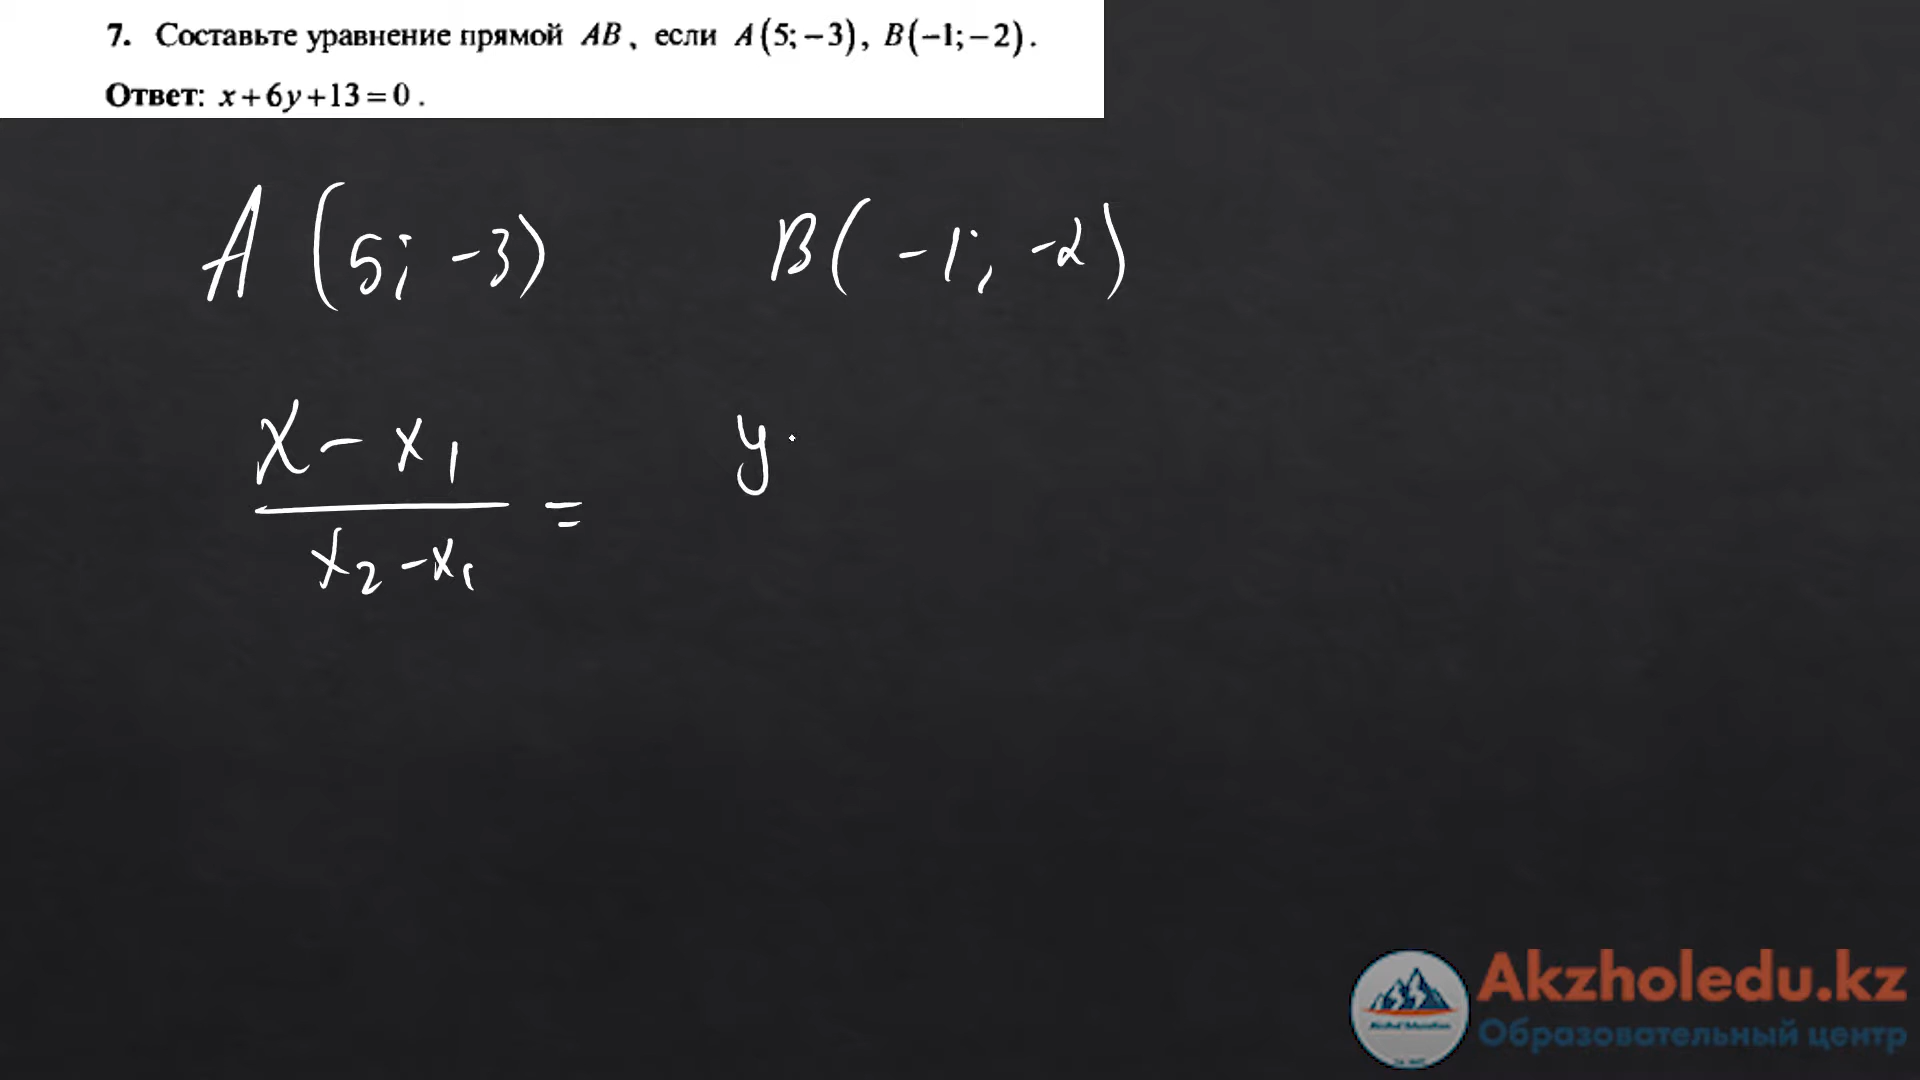 7. Составьте уравнение прямой AB, если A(5;−3), B(−1;−2).
Ответ: x+6y+13=0.
A (5; -3) B( -1; -2)
x - x₁ y
x₂ - x₁ =
Akzholedu.kz
Образовательный центр